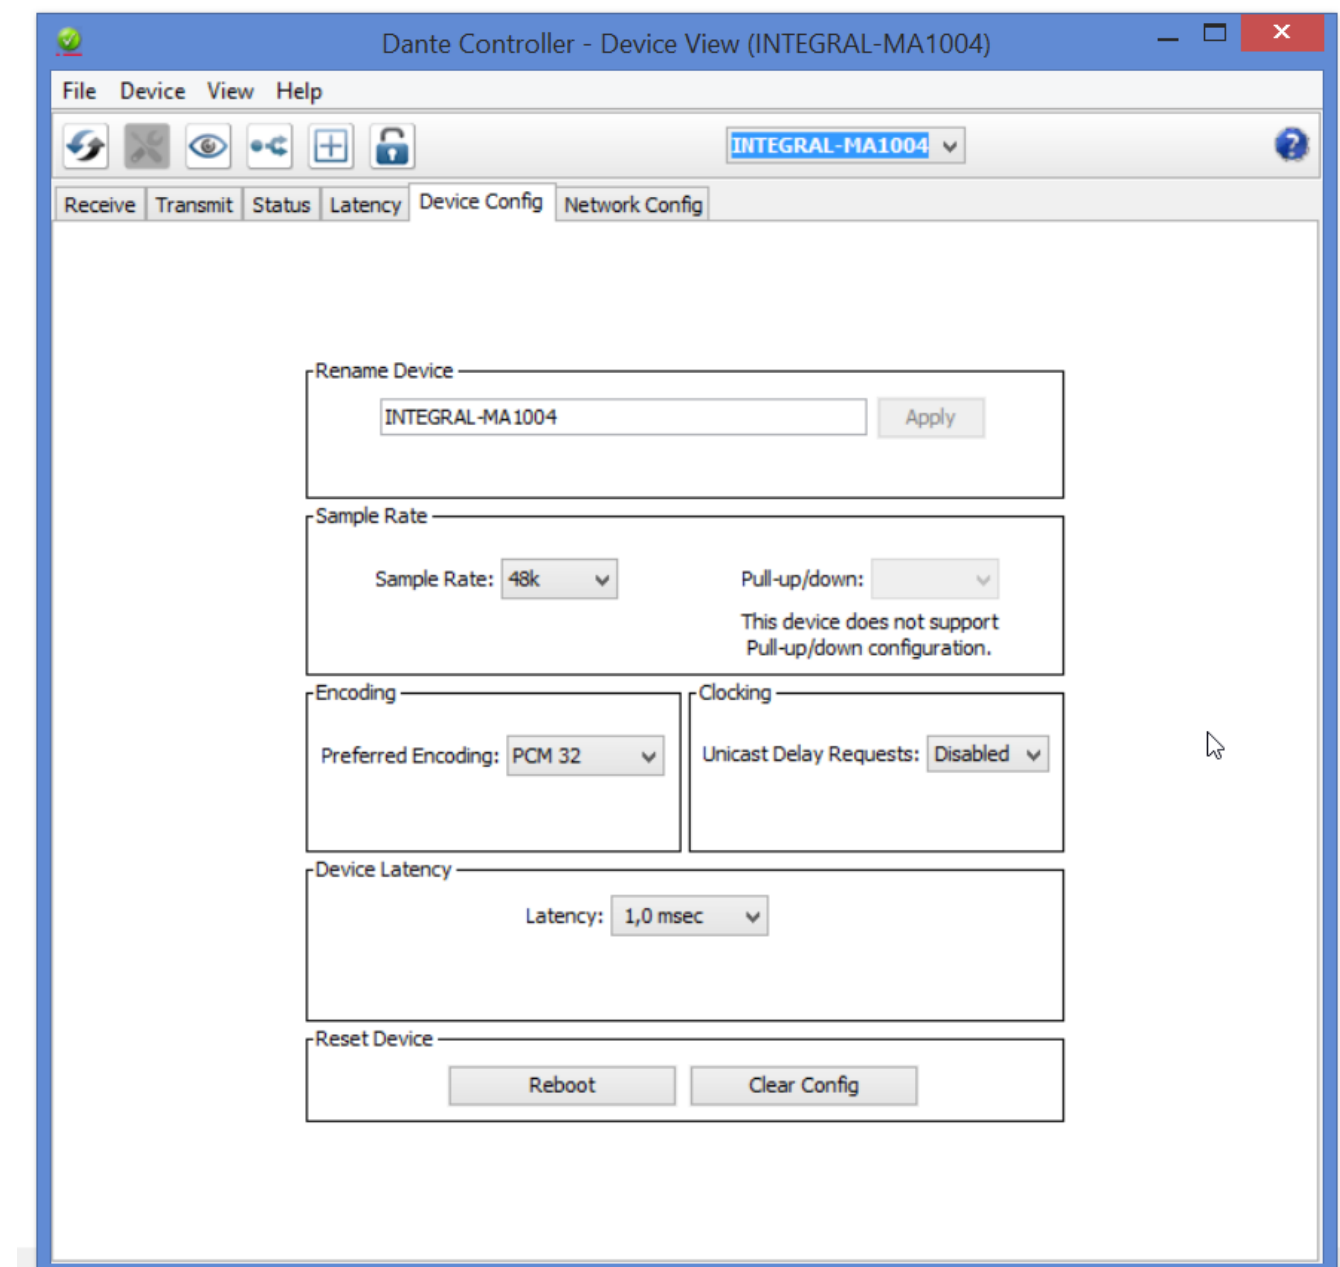 Dante Controller - Device View (INTEGRAL-MA1004)
File Device View Help
INTEGRAL-MA1004
Receive Transmit Status Latency Device Config Network Config
Rename Device
INTEGRAL-MA1004 Apply
Sample Rate
Sample Rate: 48k Pull-up/down:
This device does not support
Pull-up/down configuration.
Encoding Clocking
Preferred Encoding: PCM 32 Unicast Delay Requests: Disabled
Device Latency
Latency: 1,0 msec
Reset Device
Reboot Clear Config